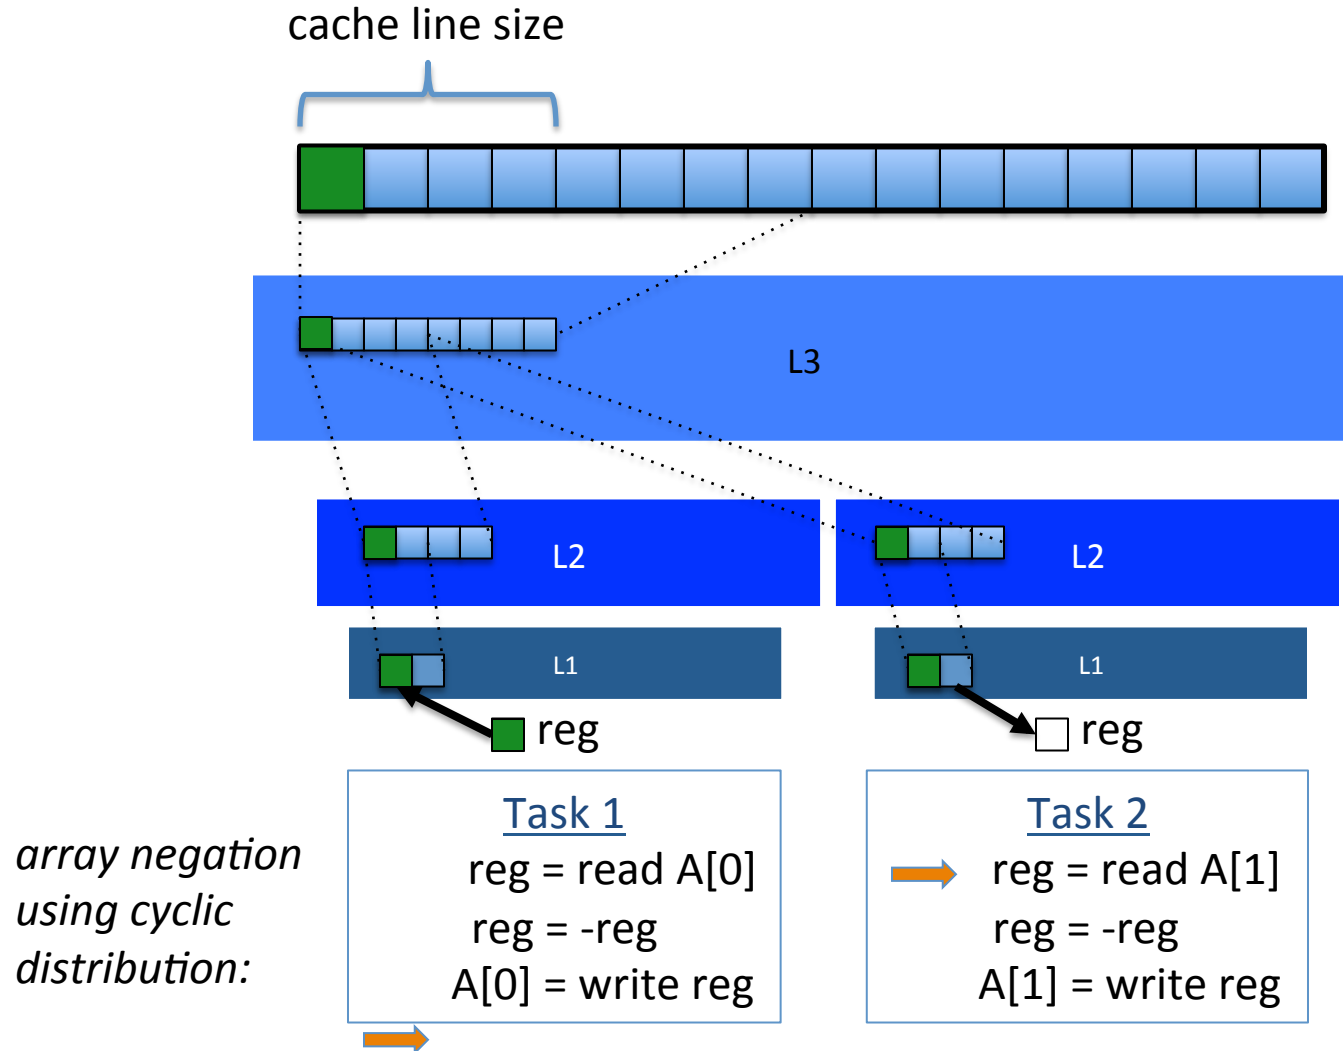 cache line size
L3
L2
L2
L1
L1
reg
reg
array negation
using cyclic
distribution:
Task 1
reg = read A[0]
reg = -reg
A[0] = write reg
Task 2
reg = read A[1]
reg = -reg
A[1] = write reg